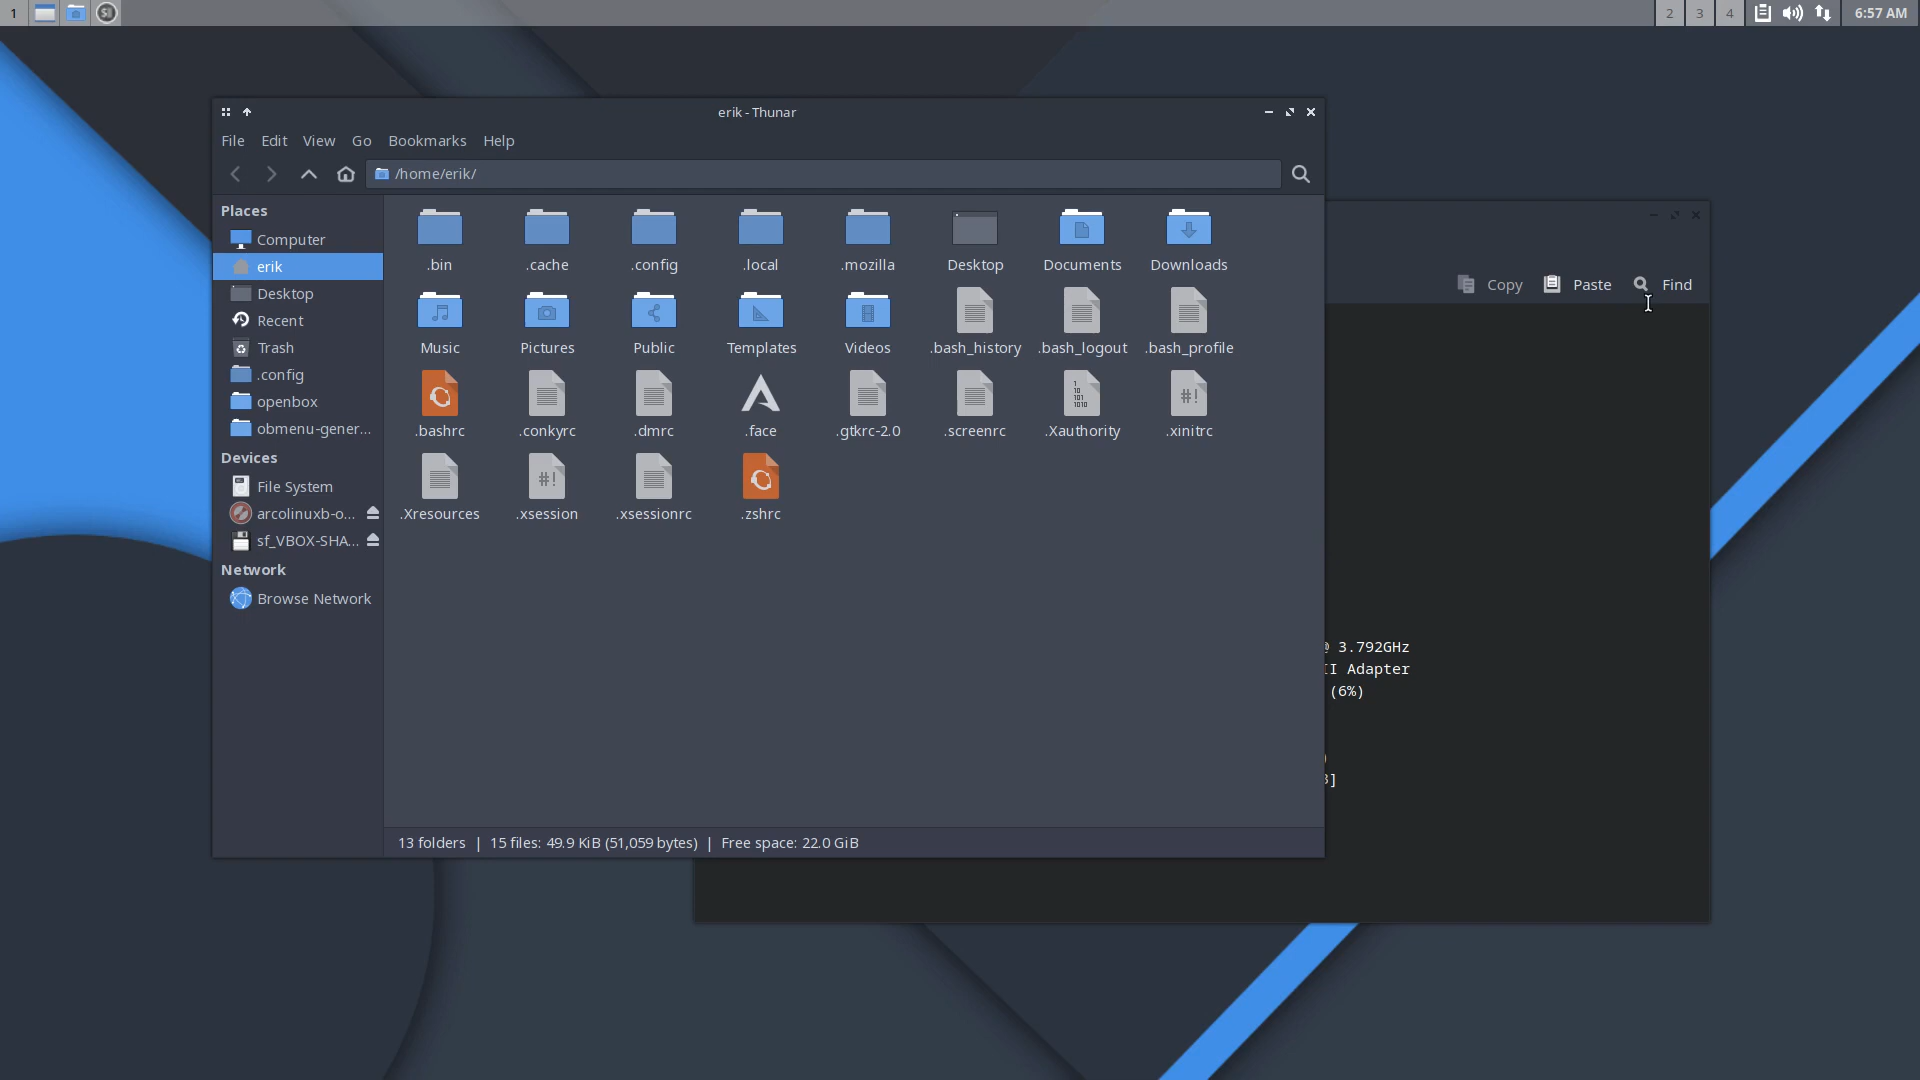 1
2 3 4 6:57 AM
erik - Thunar
File Edit View Go Bookmarks Help
/home/erik/
Places
Computer
erik
Desktop
Recent
Trash
.config
openbox
obmenu-gener...
Devices
File System
arcolinuxb-o...
sf_VBOX-SHA...
Network
Browse Network
.bin .cache .config .local .mozilla Desktop Documents Downloads
Music Pictures Public Templates Videos .bash_history .bash_logout .bash_profile
.bashrc .conkyrc .dmrc .face .gtkrc-2.0 .screenrc .Xauthority .xinitrc
.Xresources .xsession .xsessionrc .zshrc
13 folders | 15 files: 49.9 KiB (51,059 bytes) | Free space: 22.0 GiB
Copy Paste Find
@ 3.792GHz
II Adapter
(6%)
]